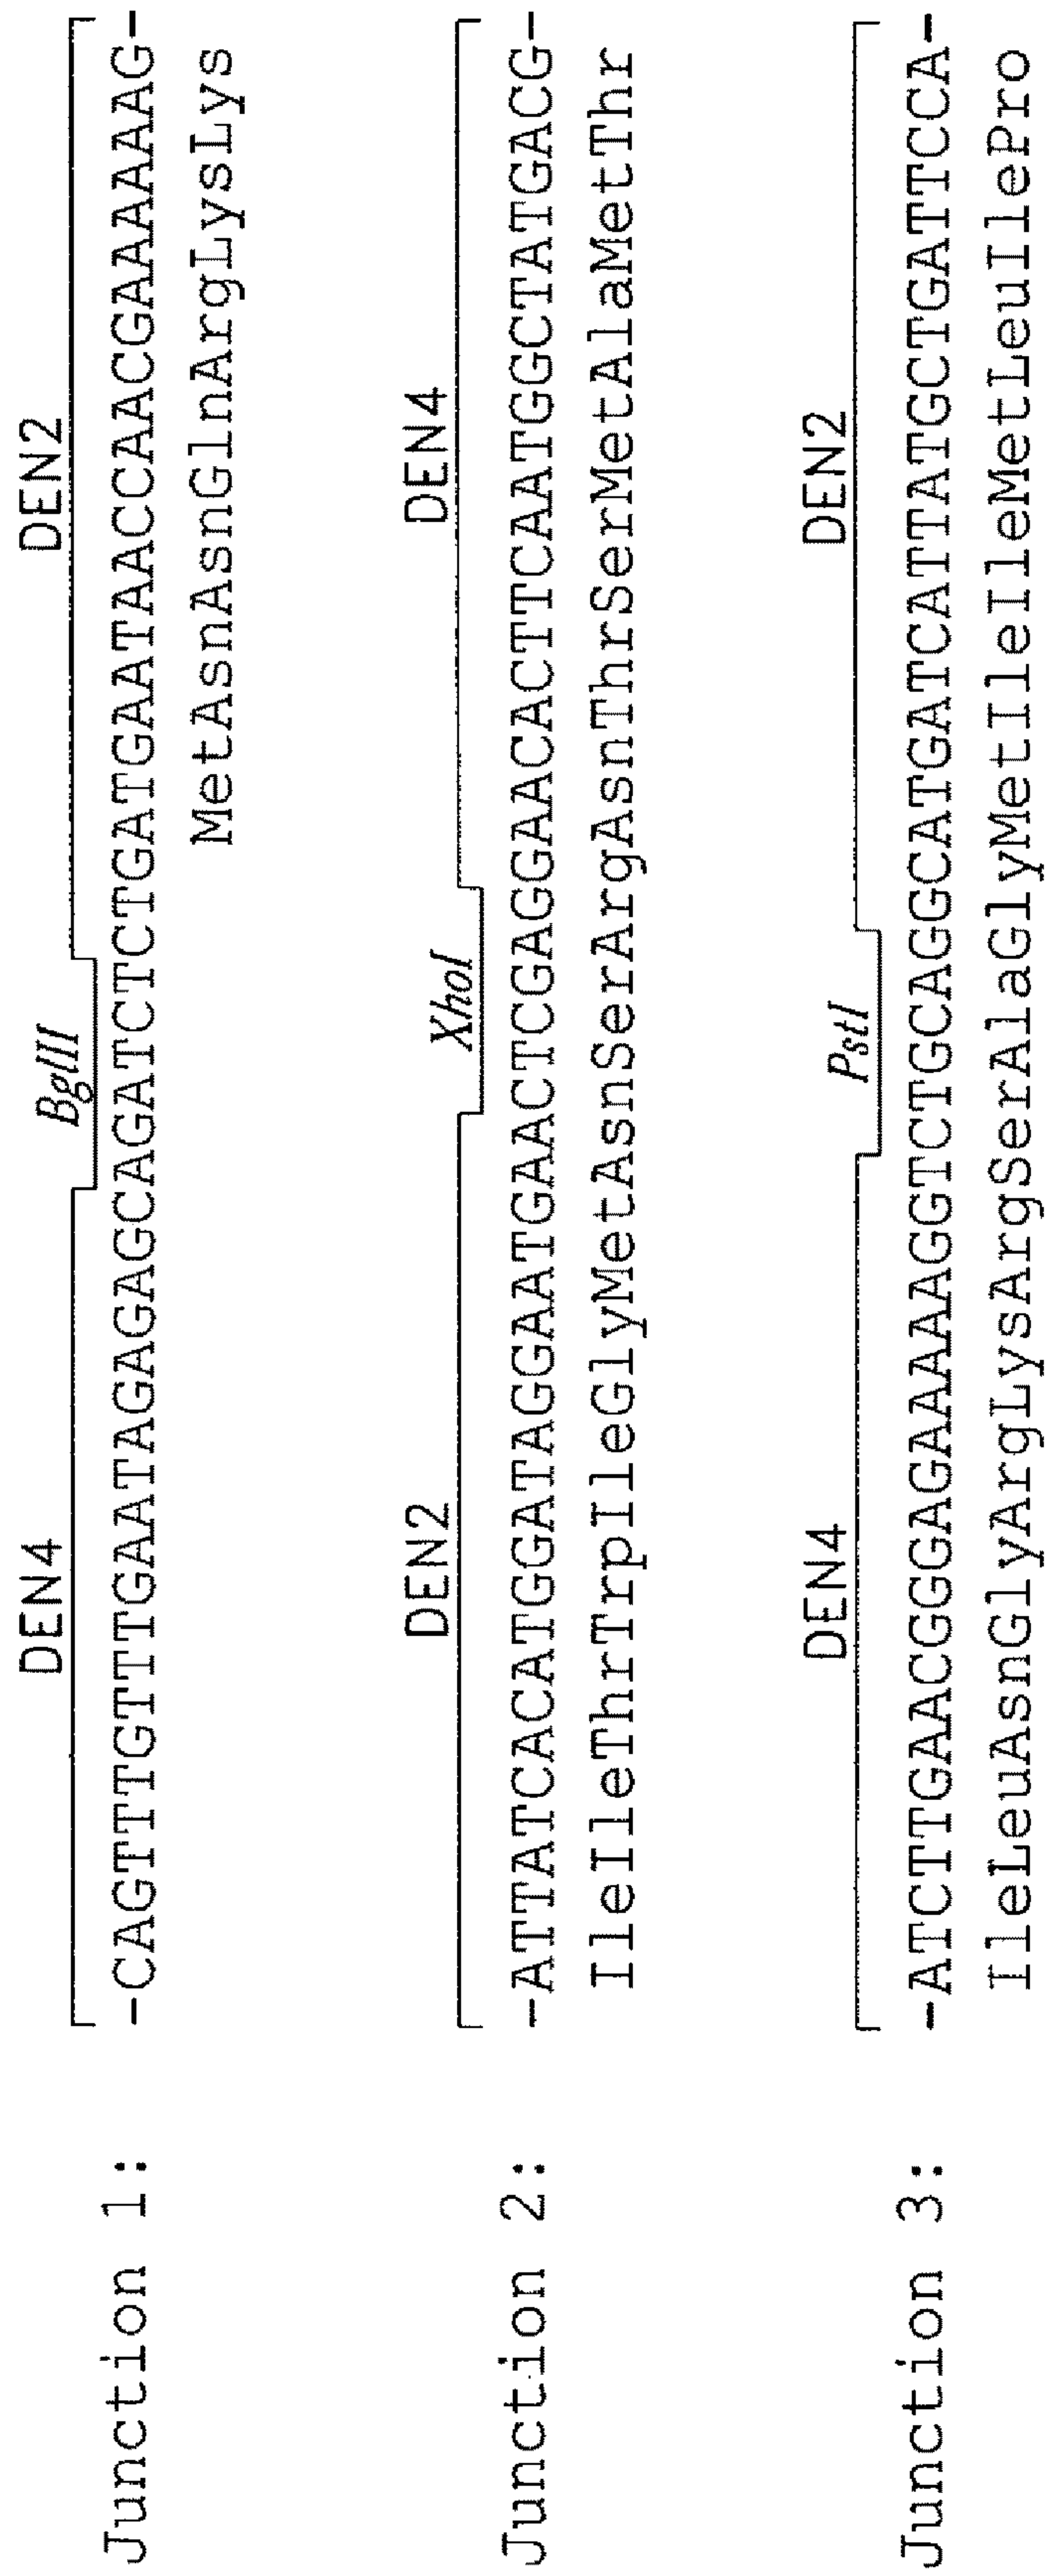 DEN4 BglII DEN2
Junction 1: -CAGTTTGTTTGAATAGAGAGCAGATCTCTGATGAATAACCAACGAAAAAAG-
MetAsnAsnGlnArgLysLys
DEN2 XhoI DEN4
Junction 2: -ATTATCACATGGATAGGAATGAACTCGAGGAACACTTCAATGGCTATGACG-
IleIleThrTrpIleGlyMetAsnSerArgAsnThrSerMetAlaMetThr
DEN4 PstI DEN2
Junction 3: -ATCTTGAACGGGAGAAAAAGGTCTGCAGGCATGATCATTATGCTGATTCCA-
IleLeuAsnGlyArgLysArgSerAlaGlyMetIleIleMetLeuIlePro